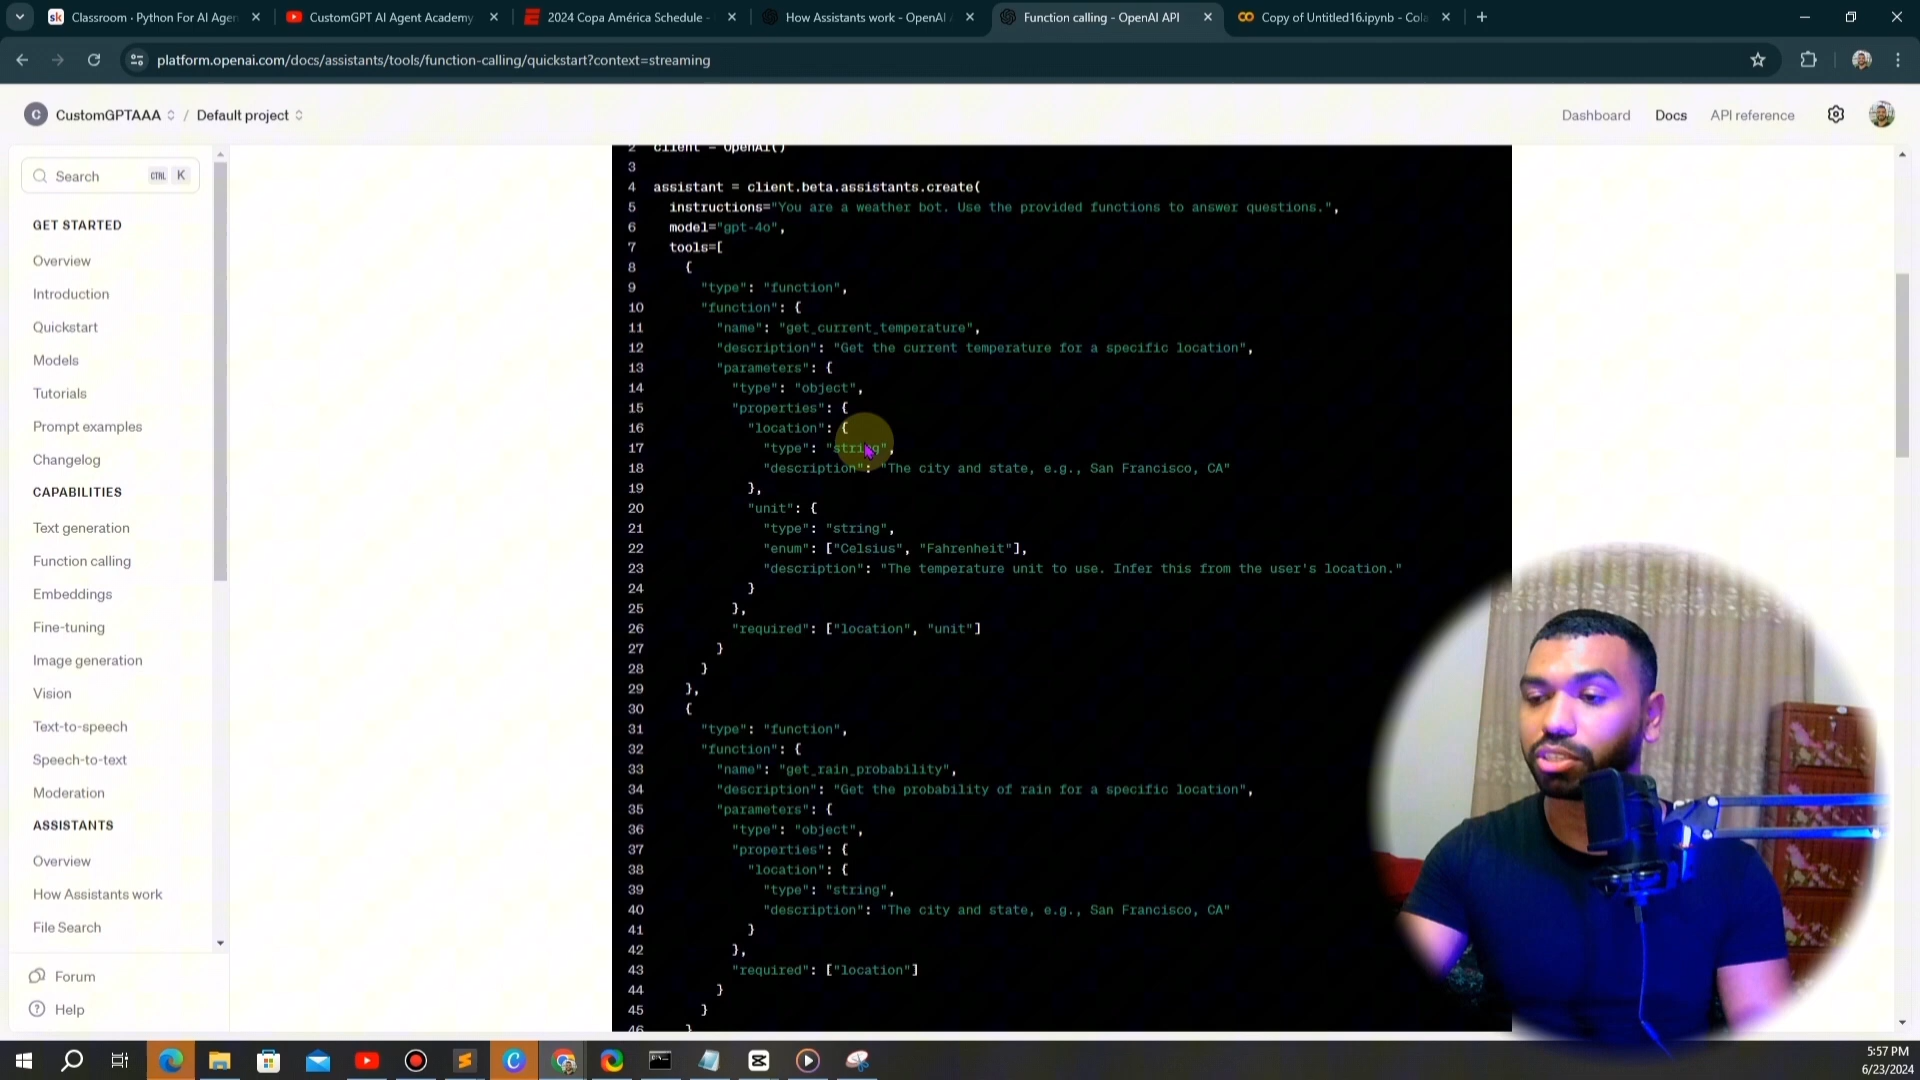 Classroom · Python For AI Agen
CustomGPT AI Agent Academy
2024 Copa América Schedule -
How Assistants work - OpenAI A
Function calling - OpenAI API
Copy of Untitled16.ipynb - Cola
platform.openai.com/docs/assistants/tools/function-calling/quickstart?context=streaming
C CustomGPTAAA / Default project
Dashboard Docs API reference
Search CTRL K
GET STARTED
Overview
Introduction
Quickstart
Models
Tutorials
Prompt examples
Changelog
CAPABILITIES
Text generation
Function calling
Embeddings
Fine-tuning
Image generation
Vision
Text-to-speech
Speech-to-text
Moderation
ASSISTANTS
Overview
How Assistants work
File Search
Forum
Help
2 client = OpenAI()
3
4 assistant = client.beta.assistants.create(
5 instructions="You are a weather bot. Use the provided functions to answer questions.",
6 model="gpt-4o",
7 tools=[
8 {
9 "type": "function",
10 "function": {
11 "name": "get_current_temperature",
12 "description": "Get the current temperature for a specific location",
13 "parameters": {
14 "type": "object",
15 "properties": {
16 "location": {
17 "type": "string",
18 "description": "The city and state, e.g., San Francisco, CA"
19 },
20 "unit": {
21 "type": "string",
22 "enum": ["Celsius", "Fahrenheit"],
23 "description": "The temperature unit to use. Infer this from the user's location."
24 }
25 },
26 "required": ["location", "unit"]
27 }
28 }
29 },
30 {
31 "type": "function",
32 "function": {
33 "name": "get_rain_probability",
34 "description": "Get the probability of rain for a specific location",
35 "parameters": {
36 "type": "object",
37 "properties": {
38 "location": {
39 "type": "string",
40 "description": "The city and state, e.g., San Francisco, CA"
41 }
42 },
43 "required": ["location"]
44 }
45 }
46 }
5:57 PM
6/23/2024